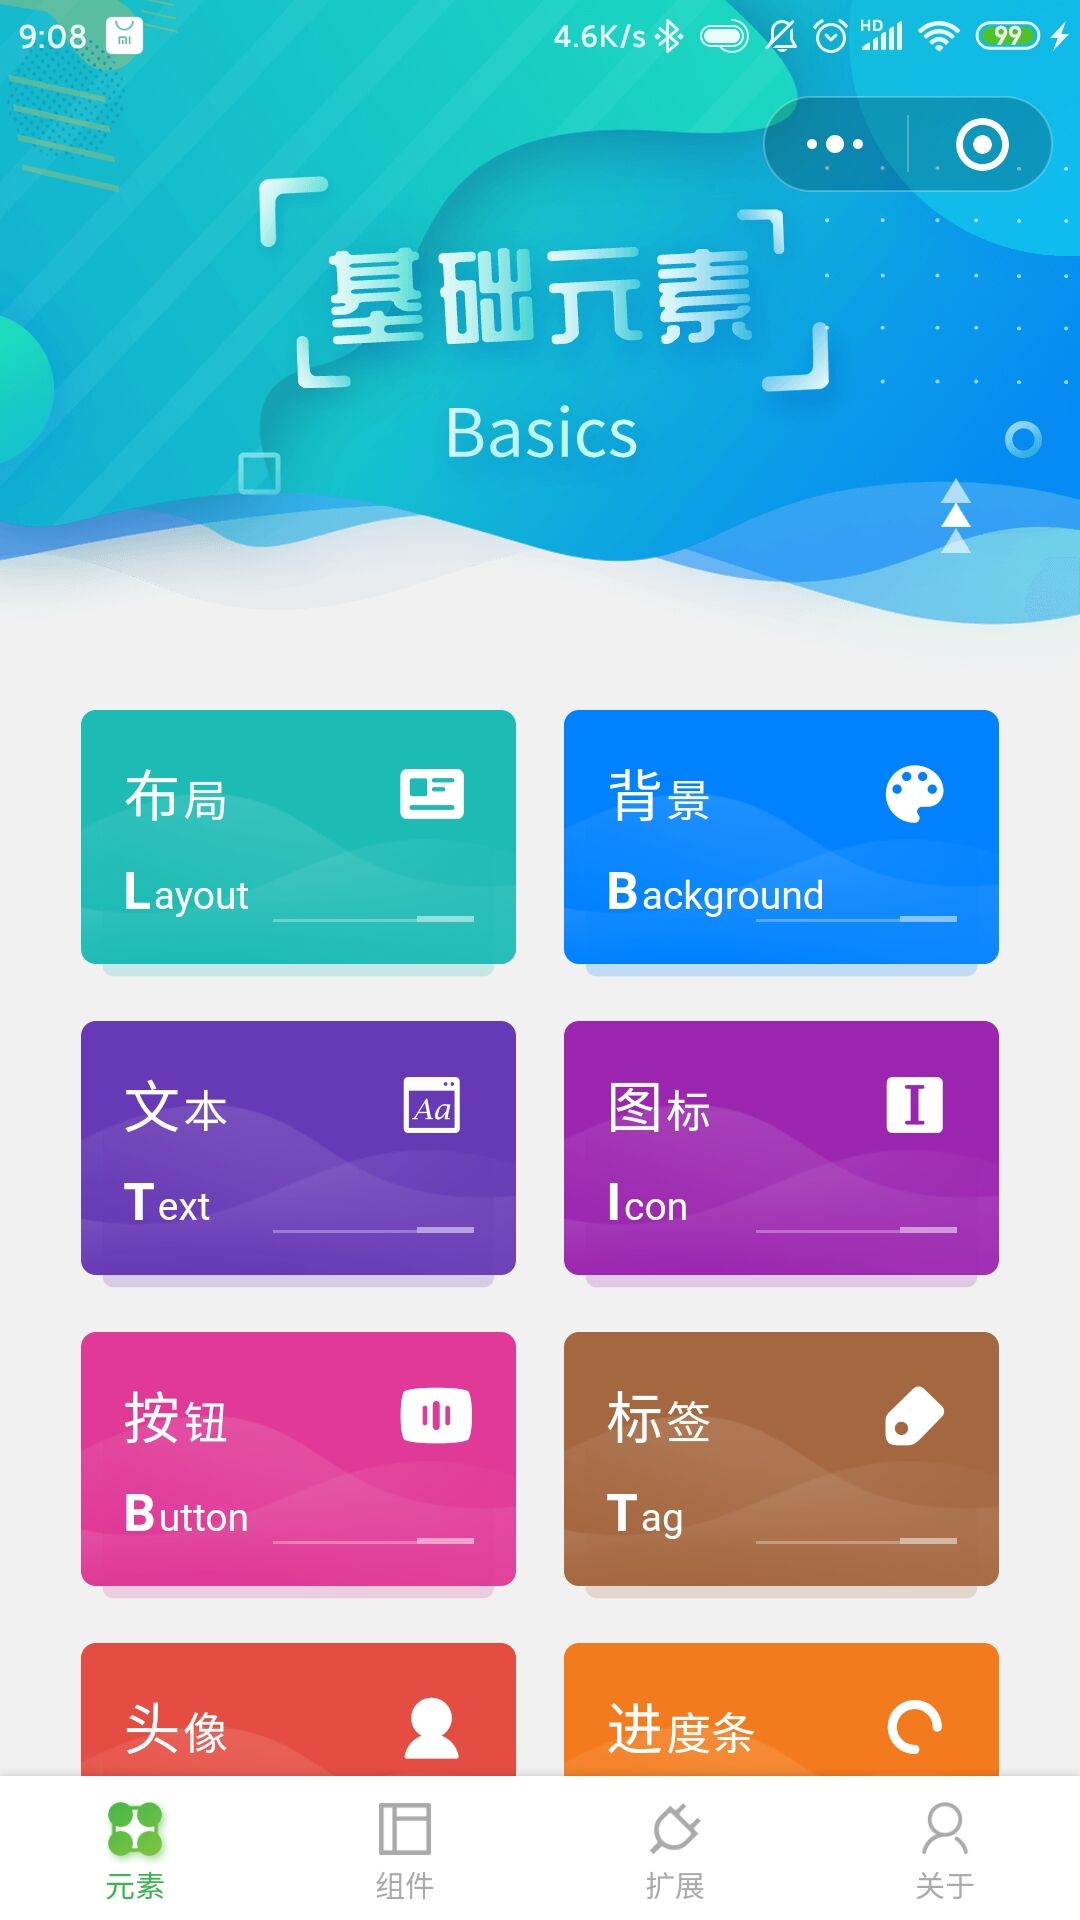 9:08 4.6K/s HD 99
基础元素
Basics
布局
Layout
背景
Background
文本
Text
图标
Icon
按钮
Button
标签
Tag
头像
进度条
元素 组件 扩展 关于